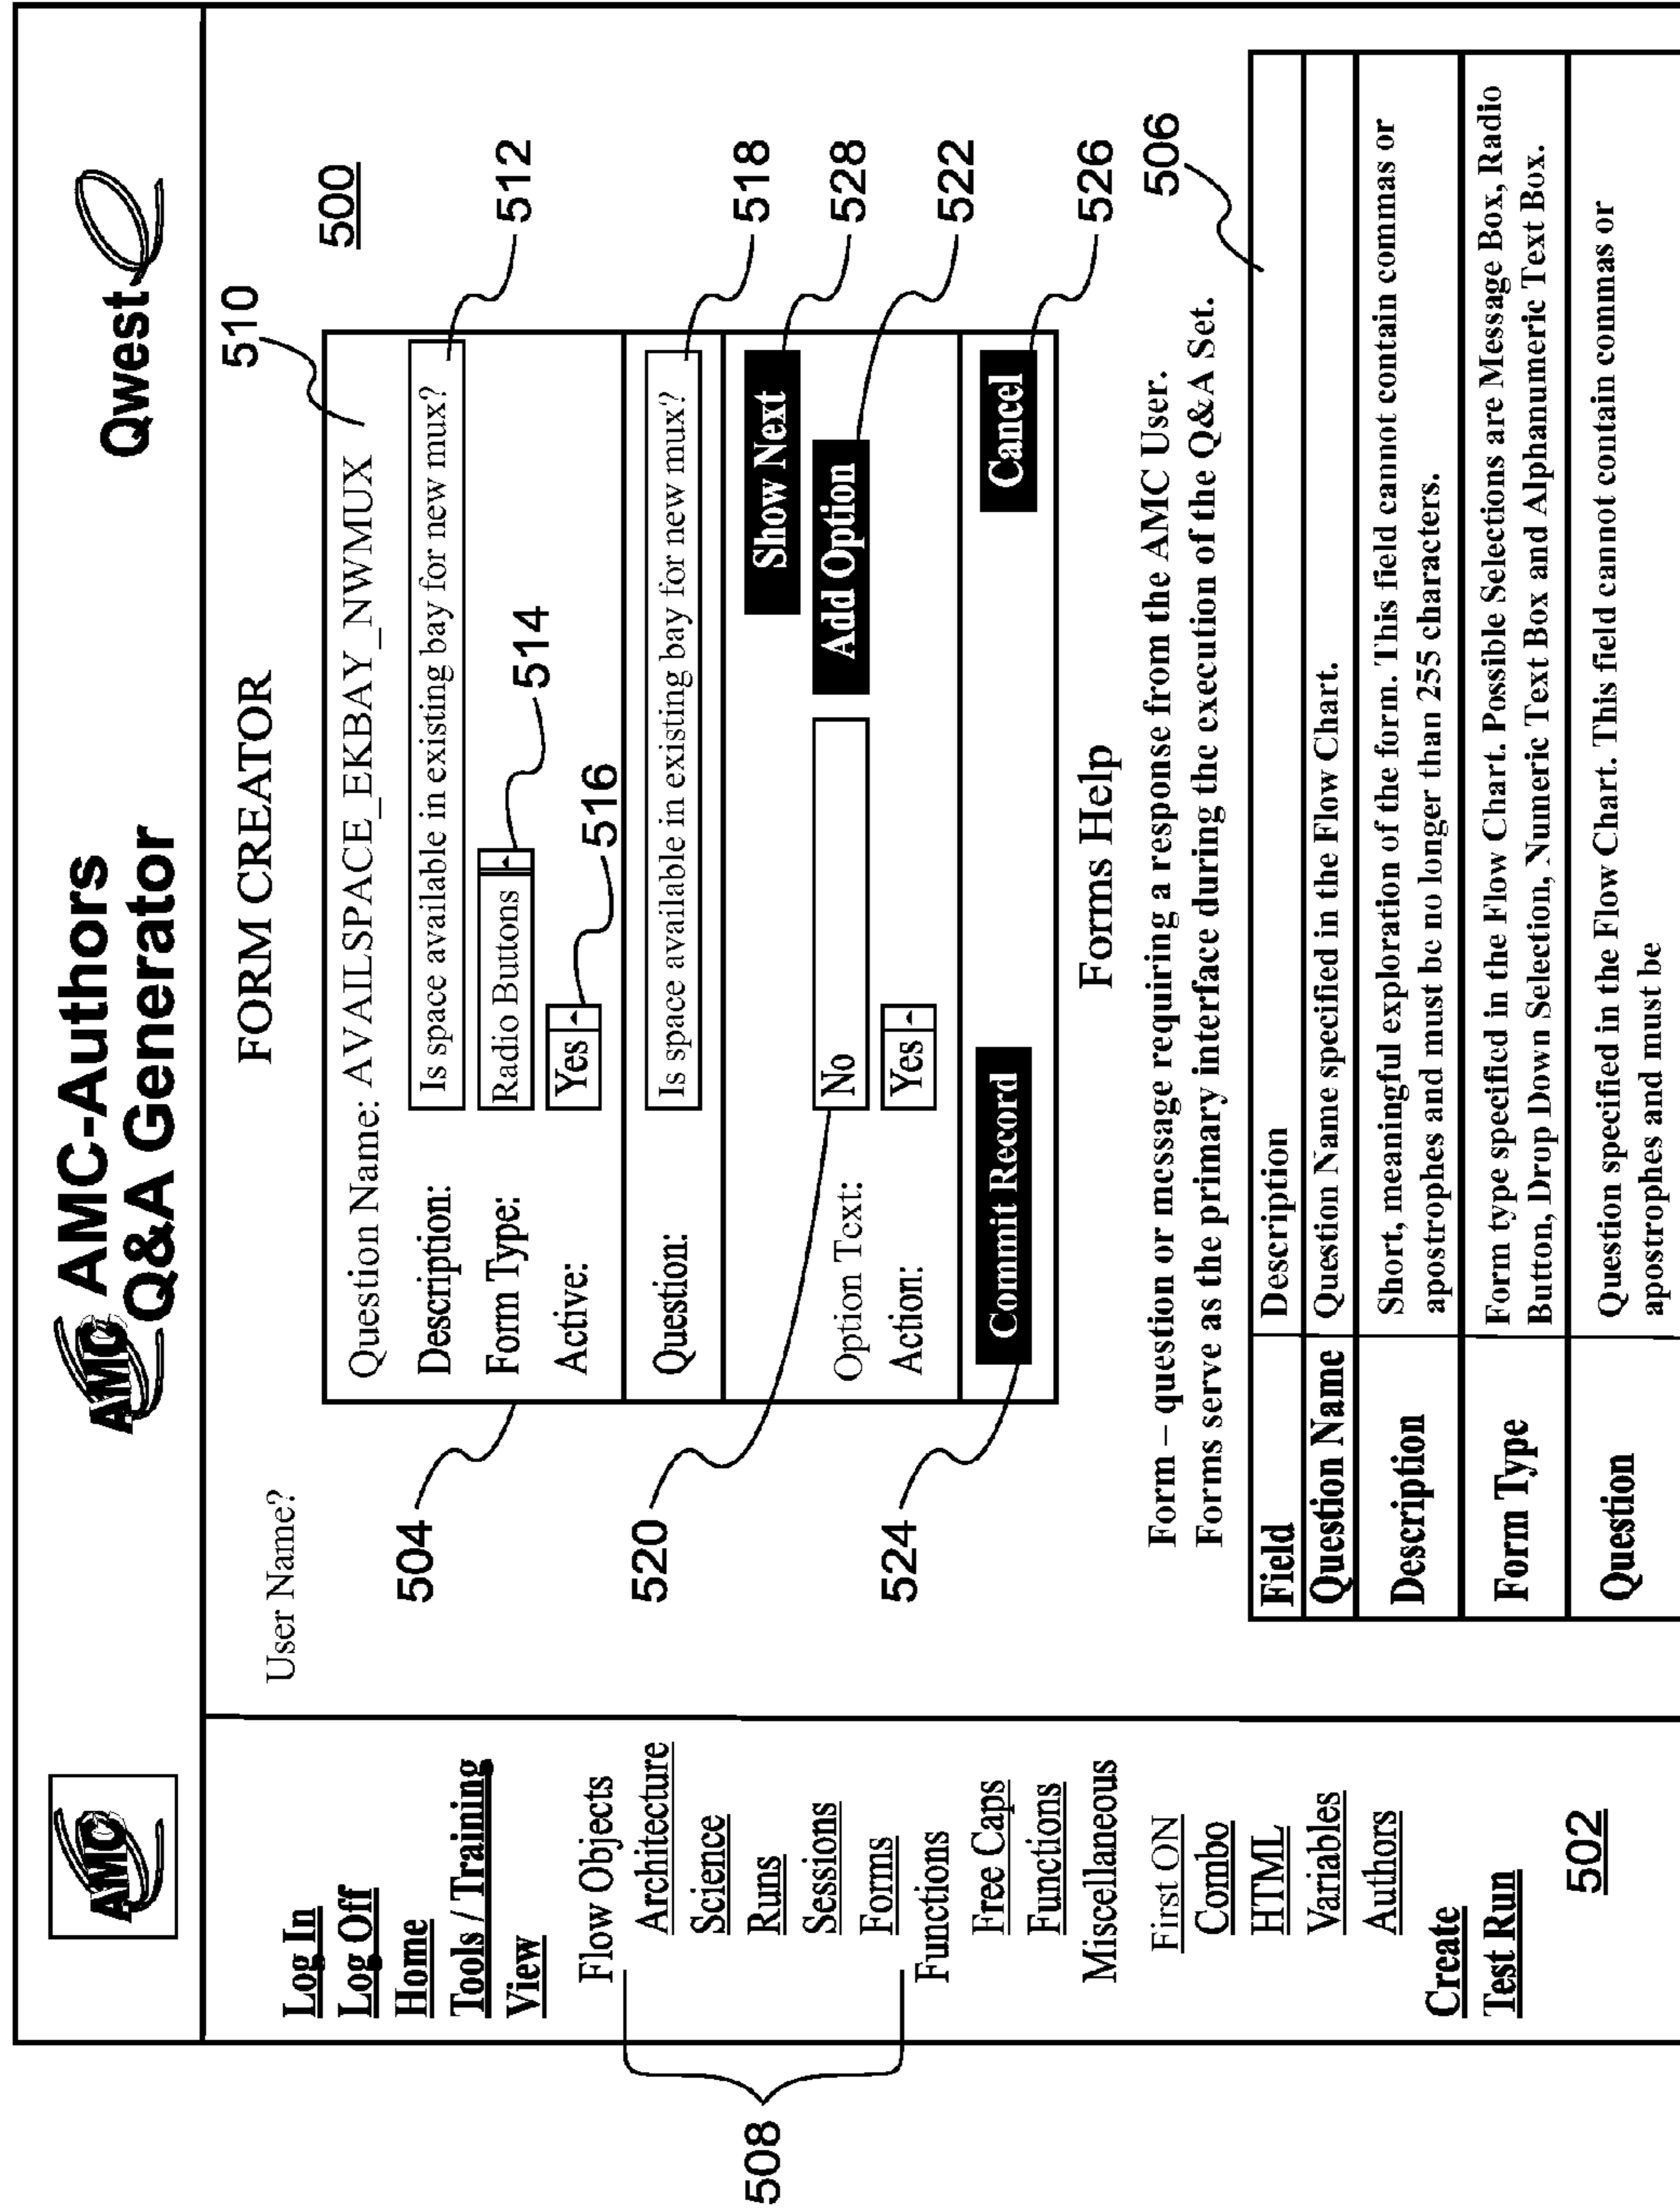 AMC
AMC AMC-Authors
Q&A Generator
Qwest
Log In
Log Off
Home
Tools / Training
View
Flow Objects
Architecture
Science
Runs
Sessions
Forms
Functions
Free Caps
Functions
Miscellaneous
First ON
Combo
HTML
Variables
Authors
Create
Test Run
502
508
User Name?
FORM CREATOR
500
510
Question Name: AVAILSPACE_EKBAY_NWMUX
Description: Is space available in existing bay for new mux?
512
Form Type: Radio Buttons
514
Active: Yes
516
504
Question: Is space available in existing bay for new mux?
518
Show Next
528
520
Option Text: No
Add Option
522
Action: Yes
524
Commit Record
Cancel
526
Forms Help
Form – question or message requiring a response from the AMC User.
Forms serve as the primary interface during the execution of the Q&A Set.
506
Field Description
Question Name Question Name specified in the Flow Chart.
Description Short, meaningful exploration of the form. This field cannot contain commas or
apostrophes and must be no longer than 255 characters.
Form Type Form type specified in the Flow Chart. Possible Selections are Message Box, Radio
Button, Drop Down Selection, Numeric Text Box and Alphanumeric Text Box.
Question Question specified in the Flow Chart. This field cannot contain commas or
apostrophes and must be